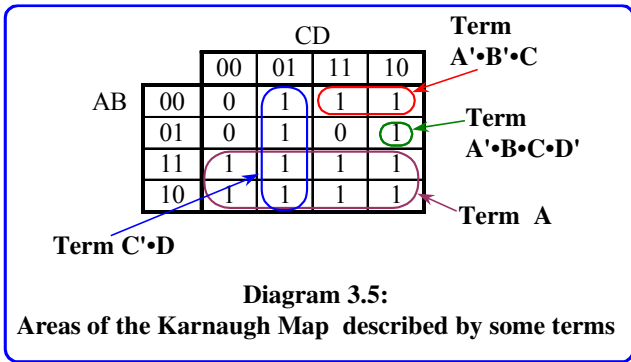 CD
Term
A'•B'•C
00 01 11 10
AB 00 0 1 1 1
01 0 1 0 1
11 1 1 1 1
10 1 1 1 1
Term
A'•B•C•D'
Term A
Term C'•D
Diagram 3.5:
Areas of the Karnaugh Map described by some terms